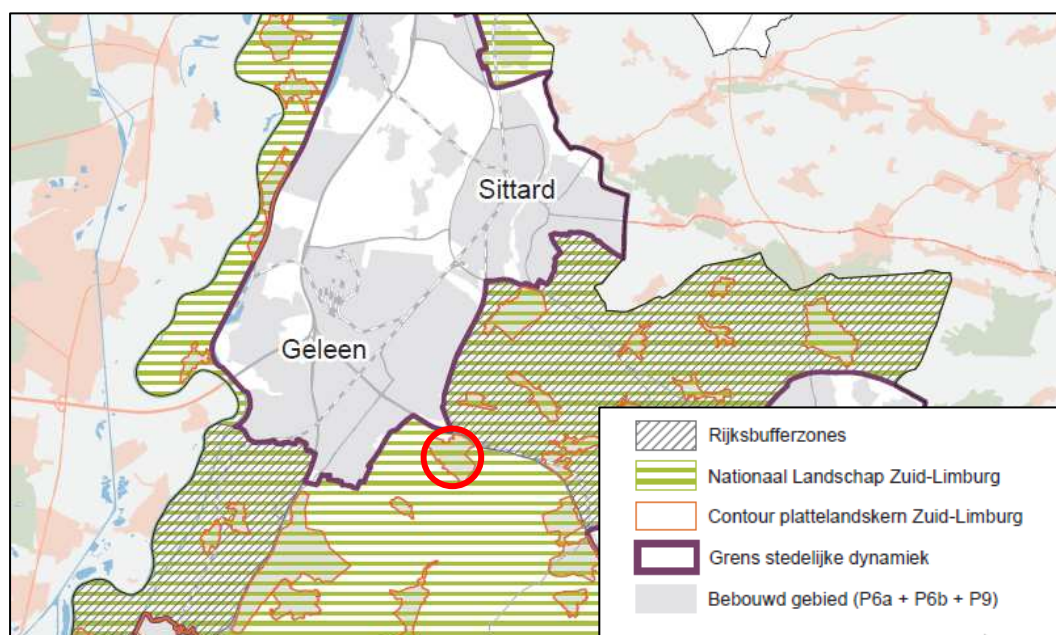 Sittard
Geleen
Rijksbufferzones
Nationaal Landschap Zuid-Limburg
Contour plattelandskern Zuid-Limburg
Grens stedelijke dynamiek
Bebouwd gebied (P6a + P6b + P9)